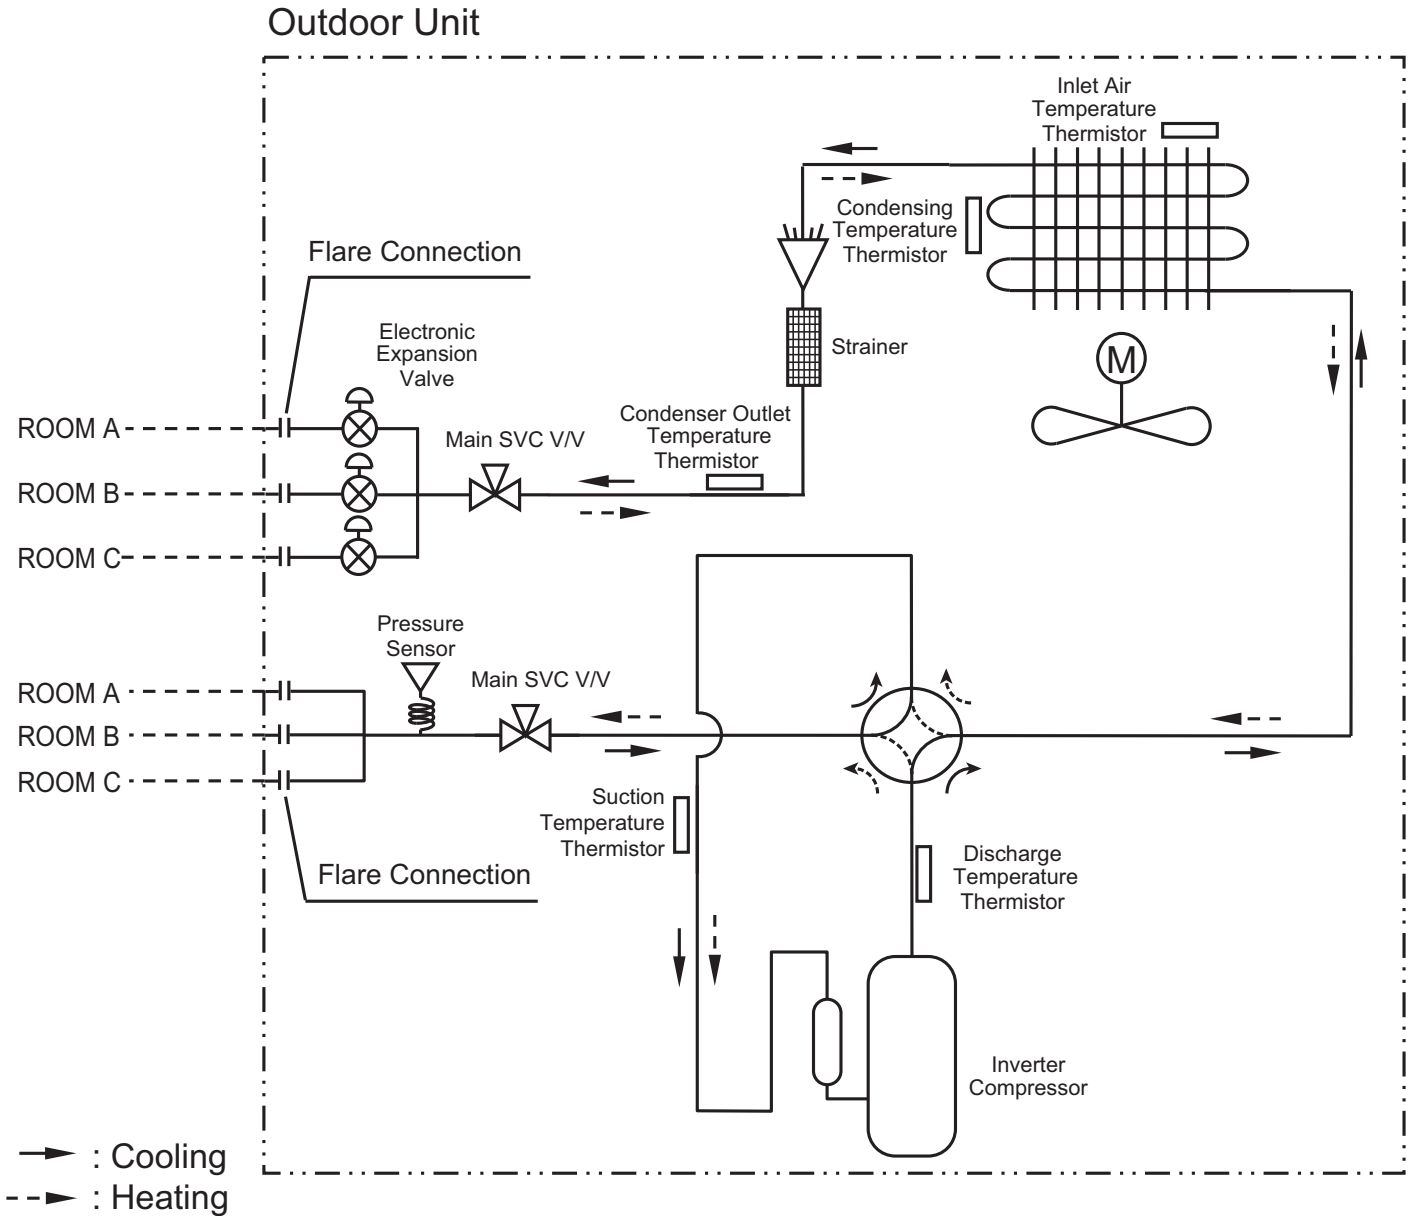 Outdoor Unit
Inlet Air
Temperature
Thermistor
Condensing
Temperature
Thermistor
Flare Connection
Electronic
Expansion
Valve
Strainer
M
Condenser Outlet
Temperature
Thermistor
Main SVC V/V
ROOM A
ROOM B
ROOM C
Pressure
Sensor
Main SVC V/V
ROOM A
ROOM B
ROOM C
Suction
Temperature
Thermistor
Flare Connection
Discharge
Temperature
Thermistor
Inverter
Compressor
: Cooling
: Heating